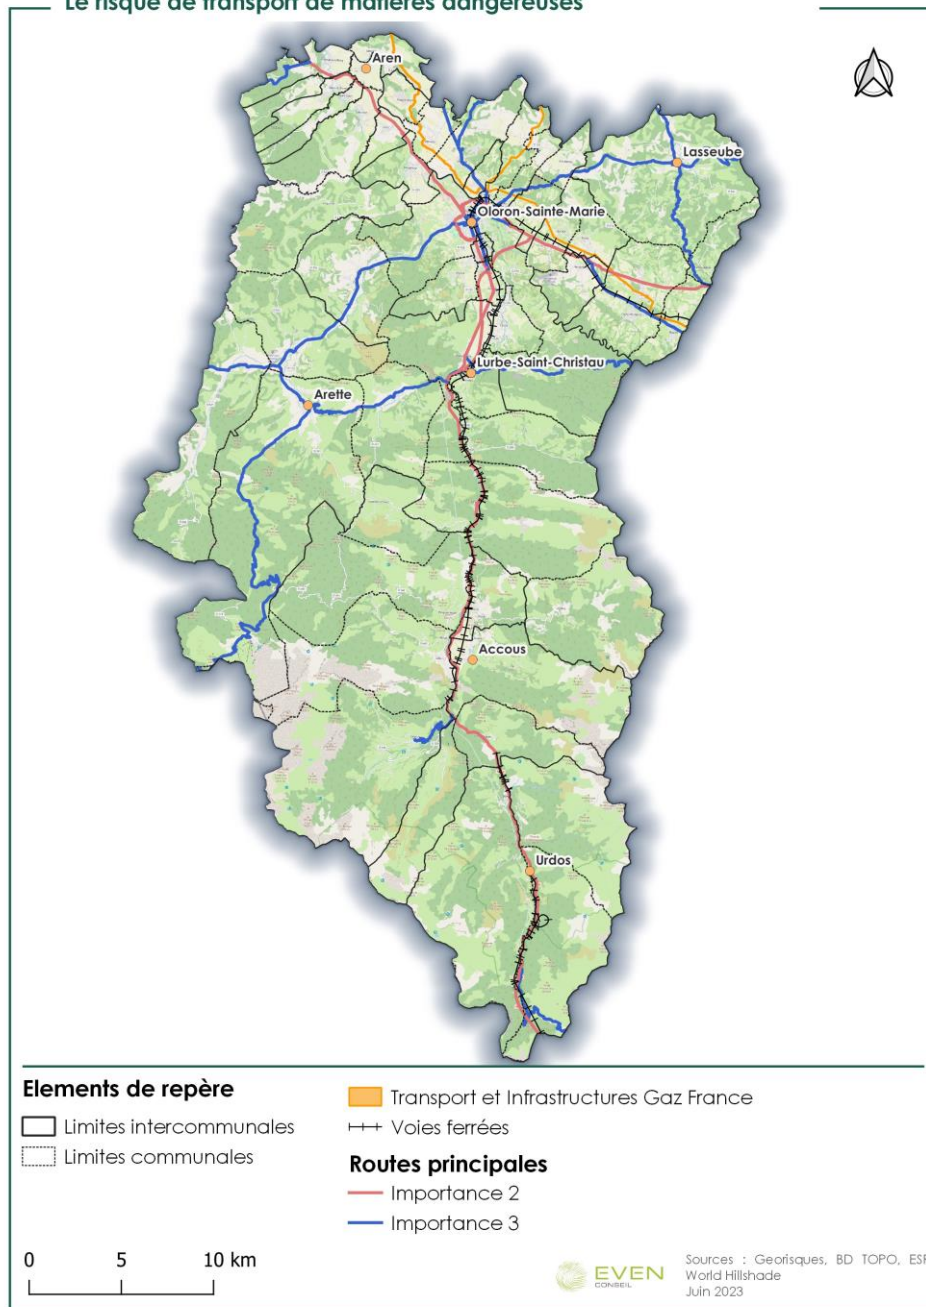 Le risque de transport de matières dangereuses
Aren
Lasseube
Oloron-Sainte-Marie
Lurbe-Saint-Christau
Arette
Accous
Urdos
Elements de repère
Limites intercommunales
Limites communales
Transport et Infrastructures Gaz France
Voies ferrées
Routes principales
Importance 2
Importance 3
0 5 10 km
EVEN
CONSEIL
Sources : Georisques, BD TOPO,
World Hillshade
Juin 2023